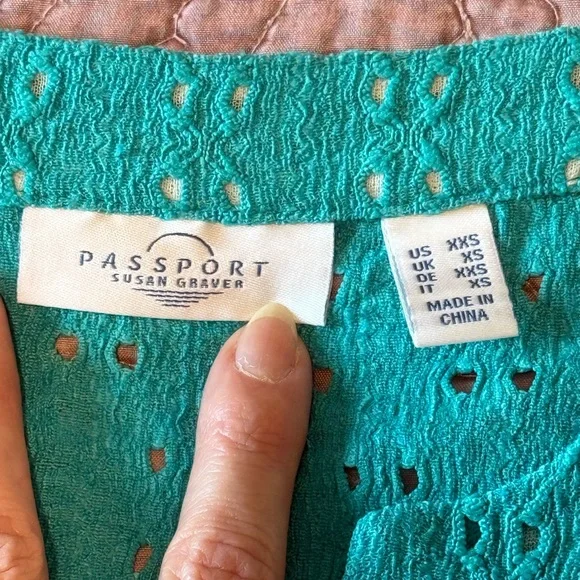 PASSPORT
SUSAN GRAVER
US XXS
UK XS
DE XXS
IT XS
MADE IN
CHINA